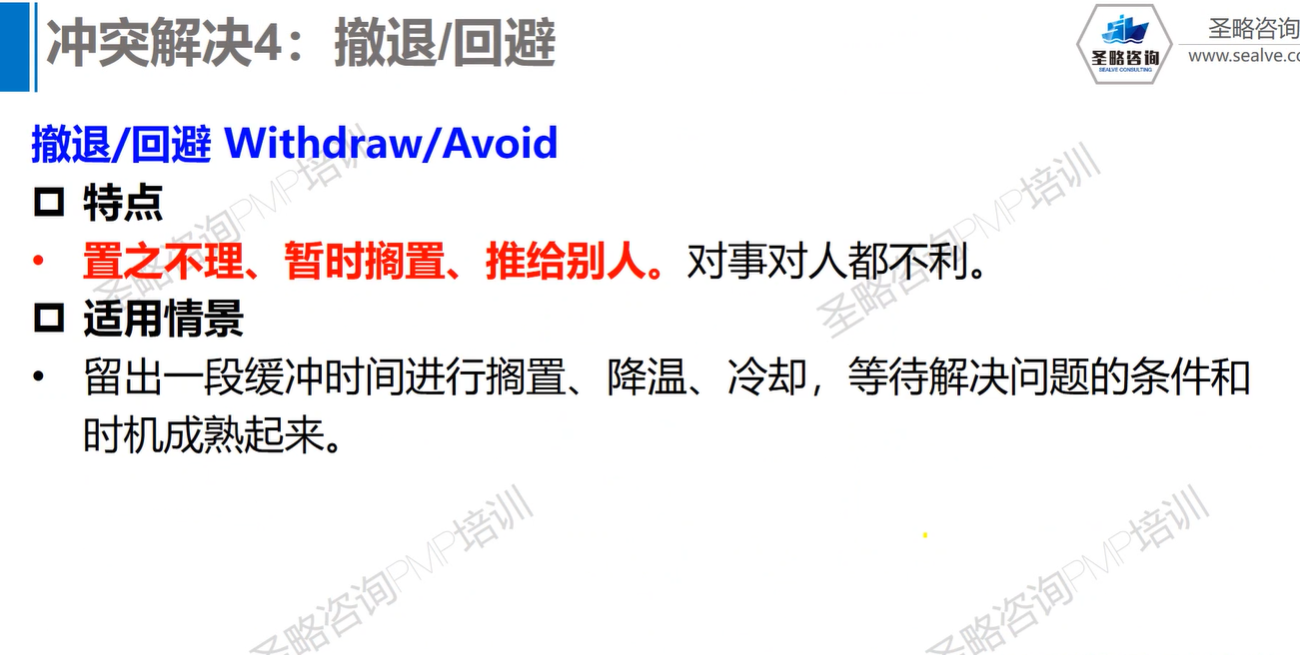 冲突解决4：撤退/回避
圣略咨询
www.sealve.co
圣略咨询
SEALVE CONSULTING
撤退/回避 Withdraw/Avoid
特点
• 置之不理、暂时搁置、推给别人。对事对人都不利。
适用情景
• 留出一段缓冲时间进行搁置、降温、冷却，等待解决问题的条件和
时机成熟起来。
圣略咨询PMP培训
圣略咨询PMP培训
圣略咨询PMP培训
圣略咨询PMP培训